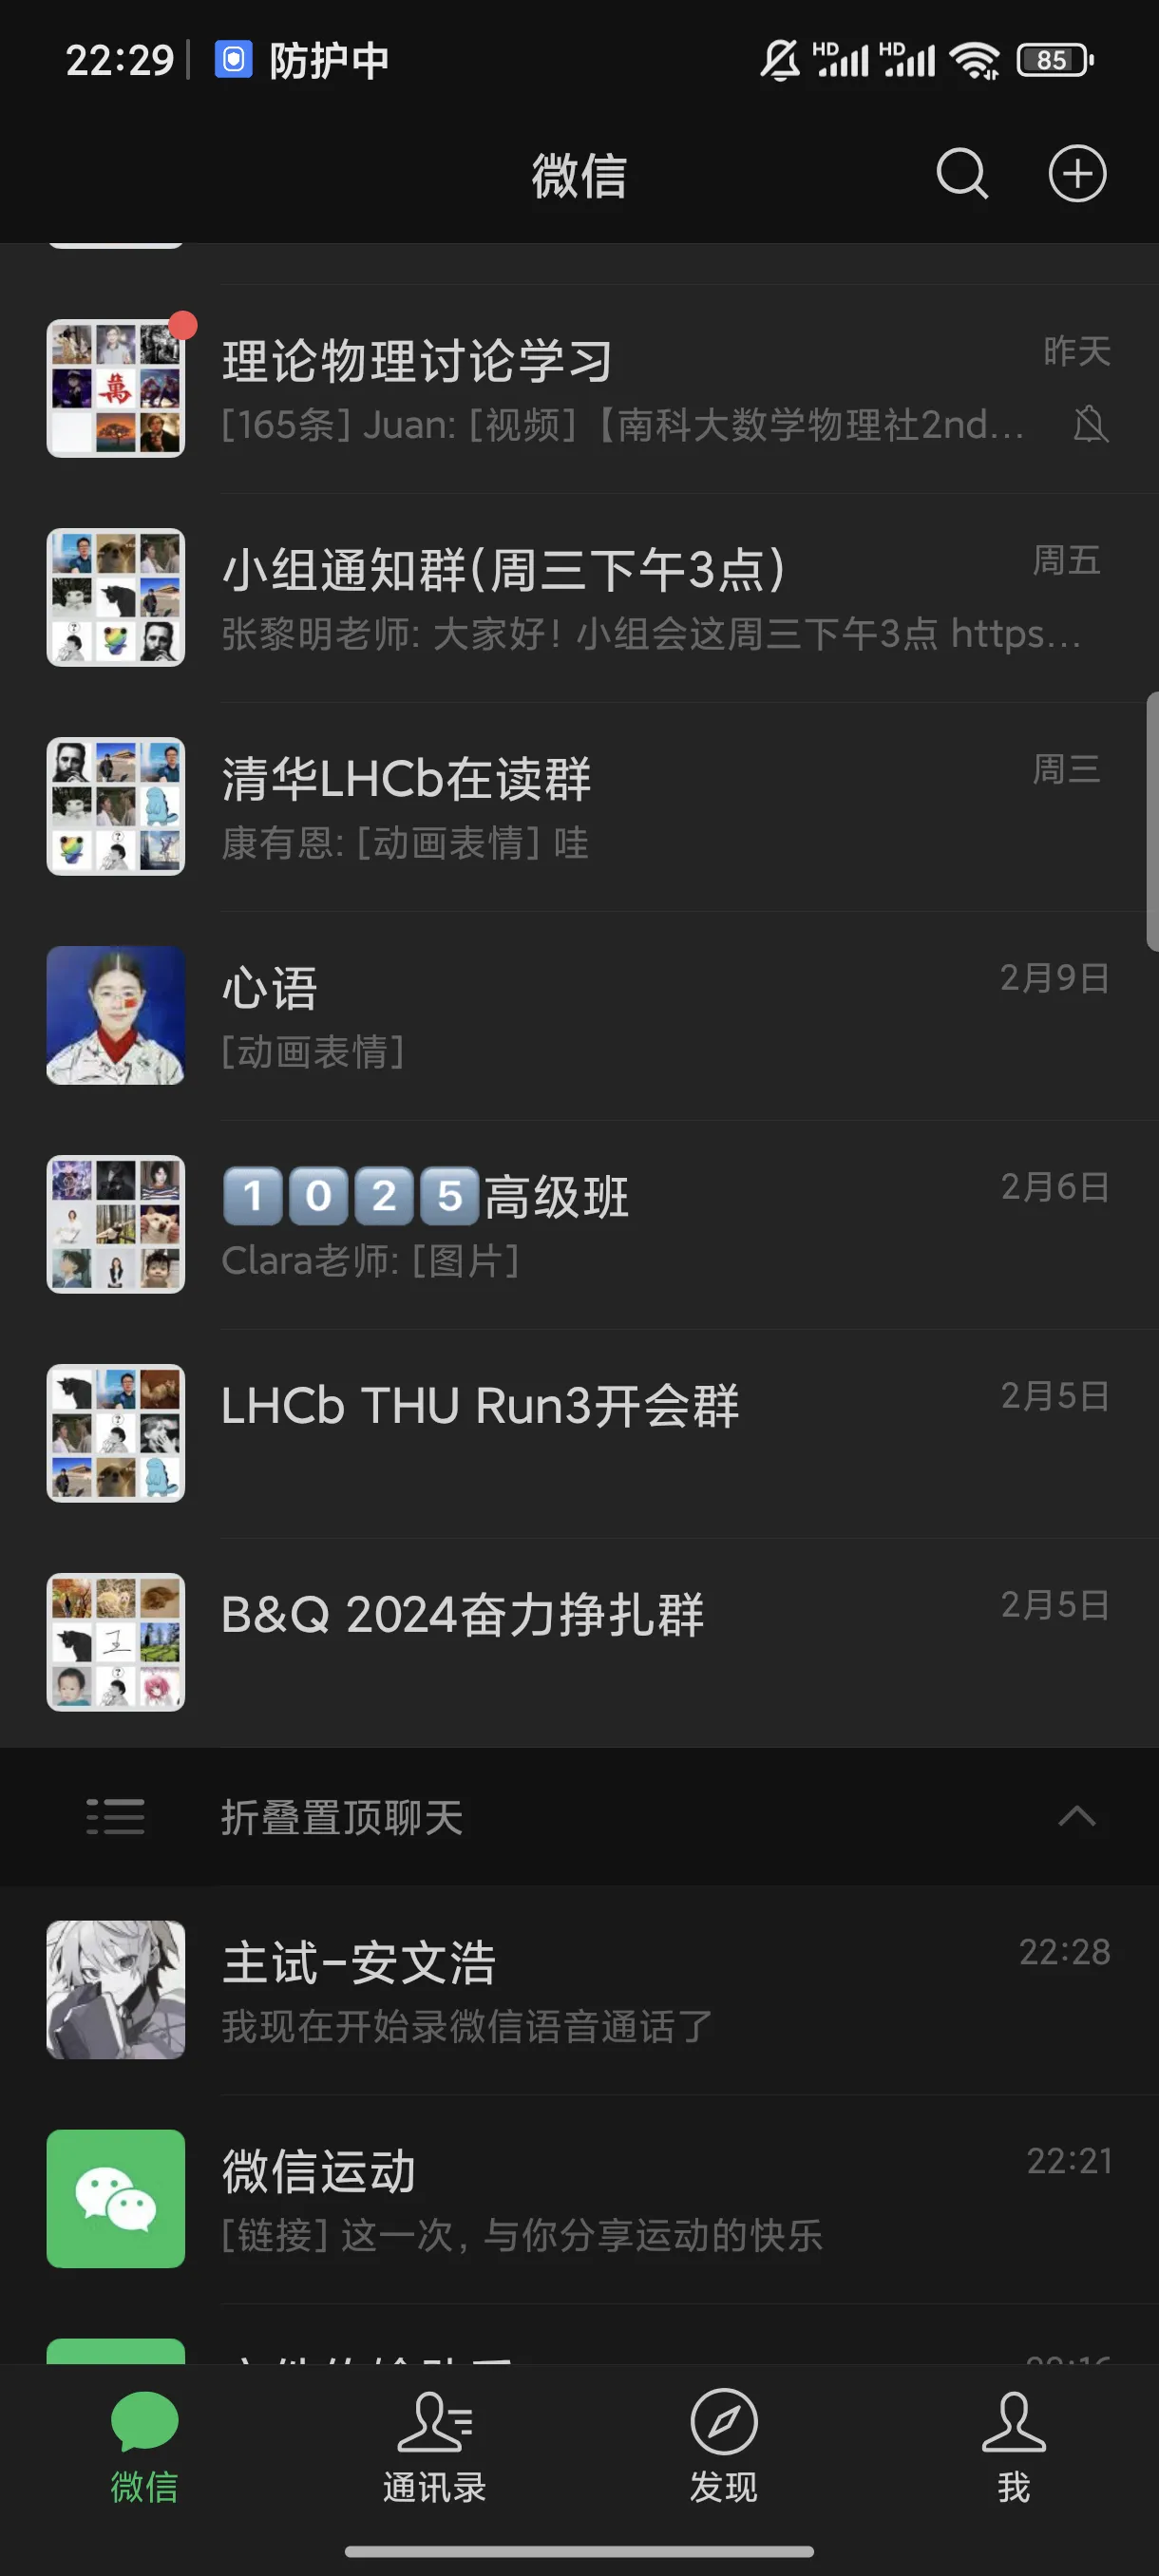 22:29 防护中 HD HD 85
微信
理论物理讨论学习 昨天
[165条] Juan: [视频]【南科大数学物理社2nd...
小组通知群(周三下午3点) 周五
张黎明老师: 大家好! 小组会这周三下午3点 https...
清华LHCb在读群 周三
康有恩: [动画表情] 哇
心语 2月9日
[动画表情]
1025高级班 2月6日
Clara老师: [图片]
LHCb THU Run3开会群 2月5日
B&Q 2024奋力挣扎群 2月5日
折叠置顶聊天
主试-安文浩 22:28
我现在开始录微信语音通话了
微信运动 22:21
[链接] 这一次, 与你分享运动的快乐
微信 通讯录 发现 我